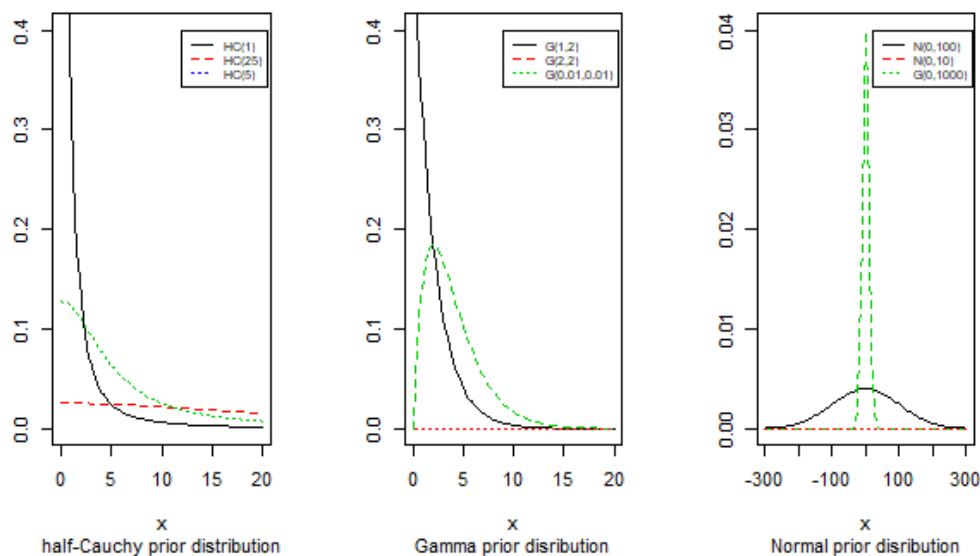 HC(1)
HC(25)
HC(5)
0.4
0.3
0.2
0.1
0.0
0 5 10 15 20
x
half-Cauchy prior distribution
G(1,2)
G(2,2)
G(0.01,0.01)
0.4
0.3
0.2
0.1
0.0
0 5 10 15 20
x
Gamma prior disribution
N(0,100)
N(0,10)
G(0,1000)
0.04
0.03
0.02
0.01
0.00
-300 -100 100 300
x
Normal prior disribution